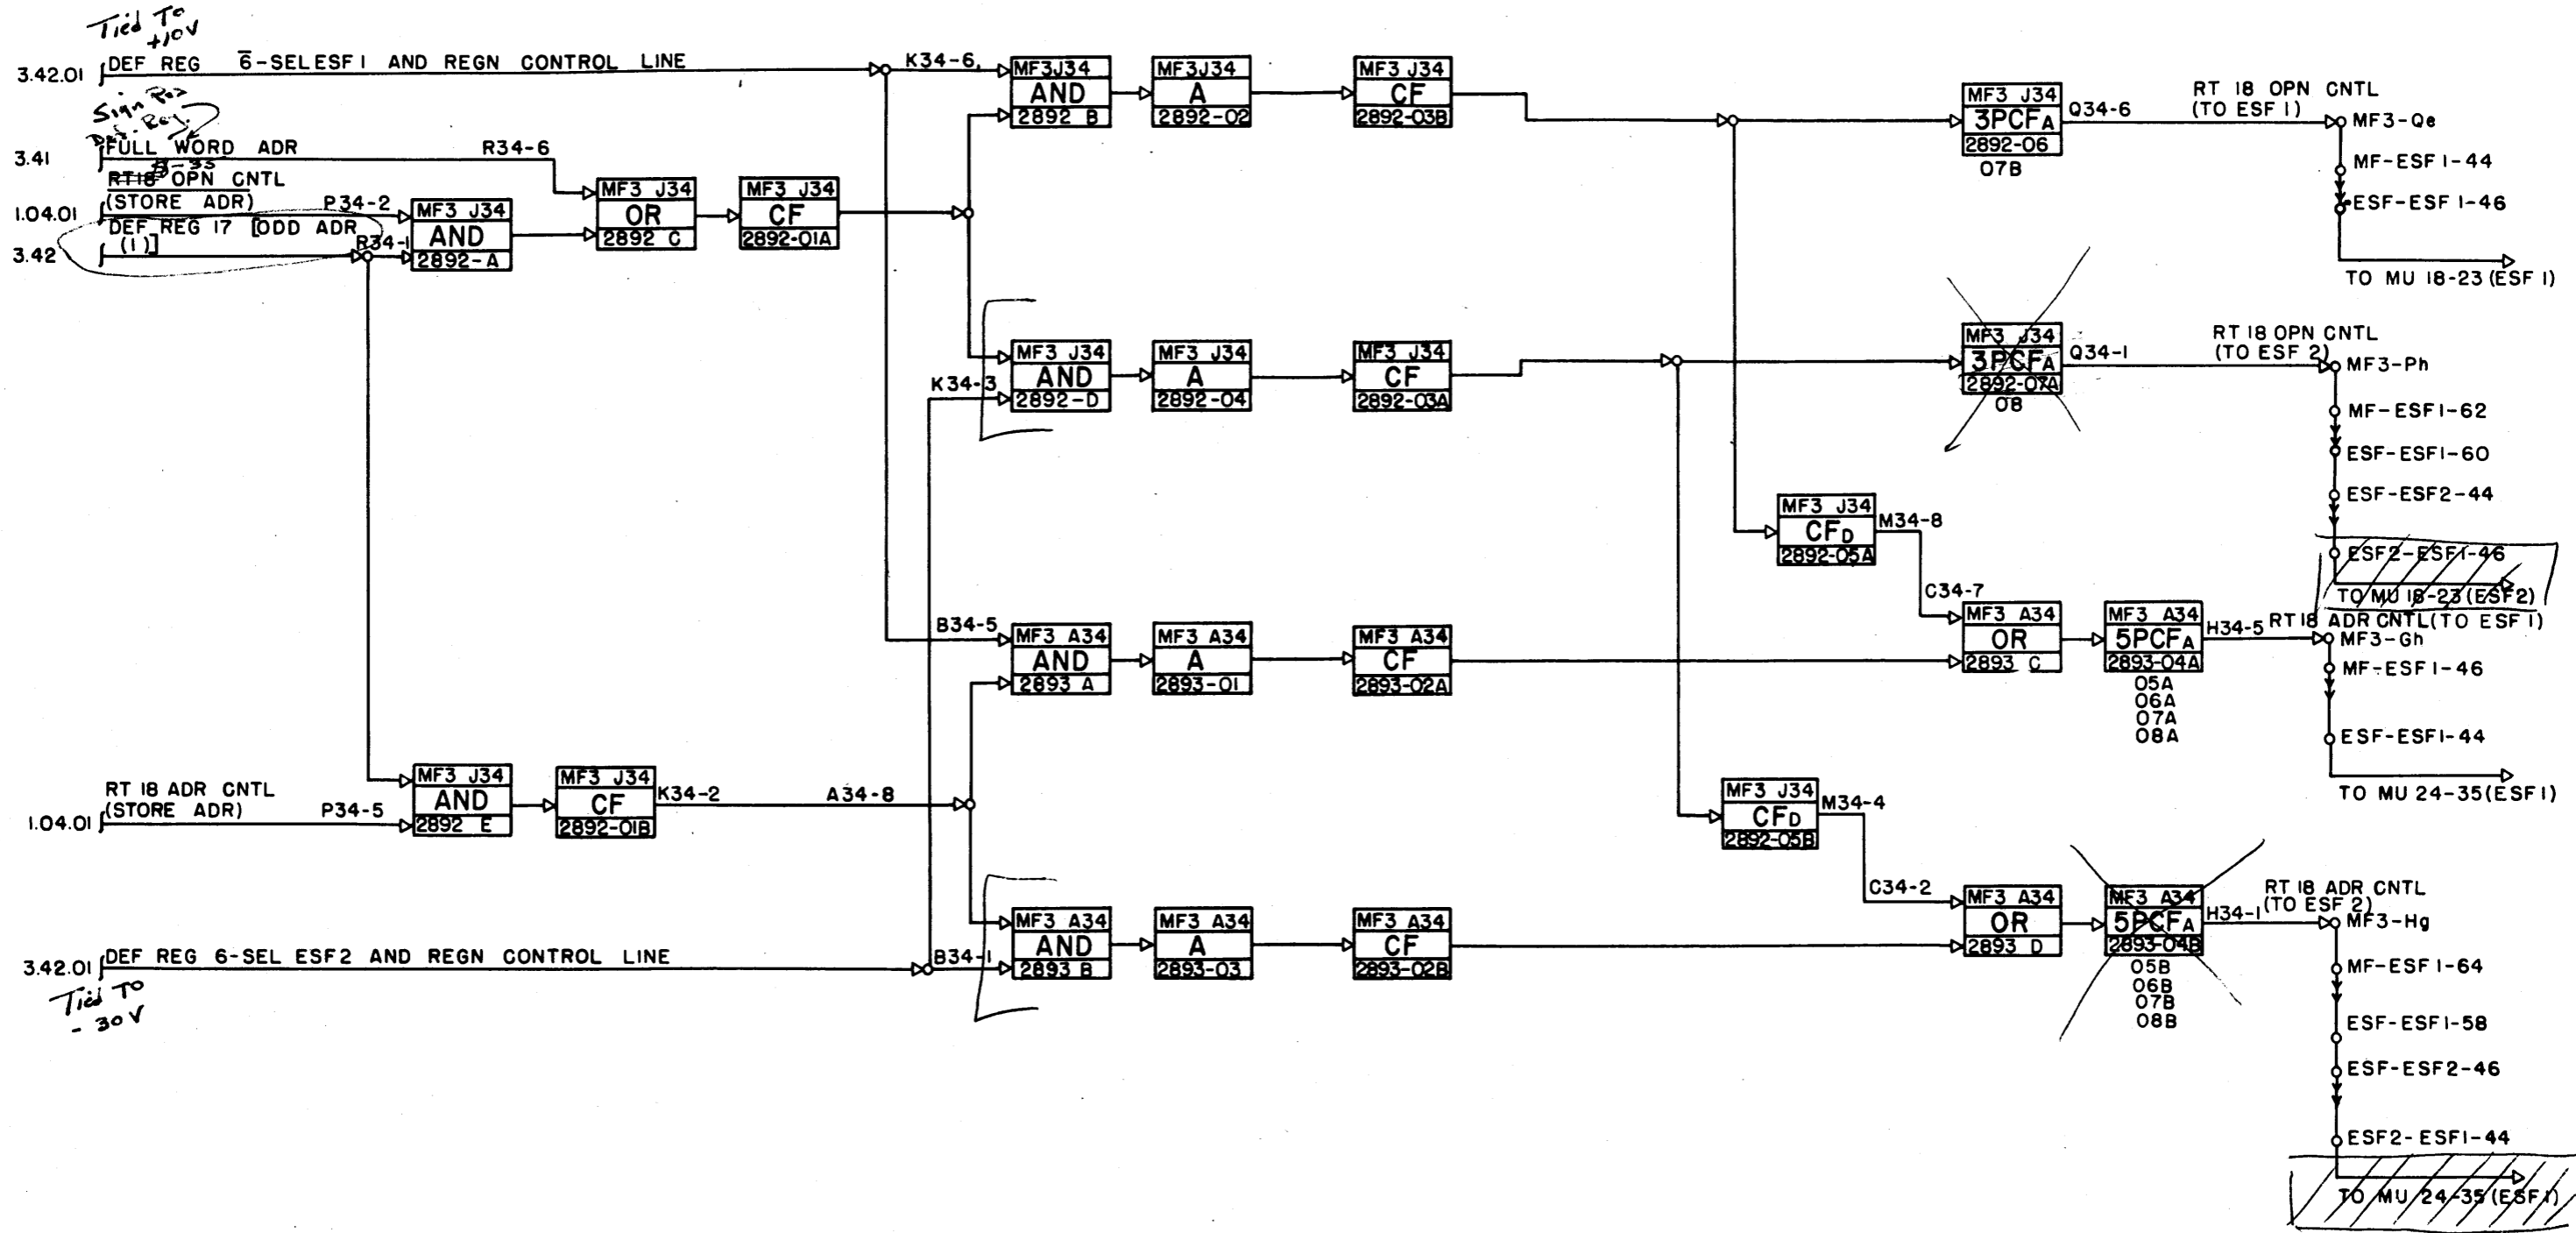 Tied To
+10V
3.42.01
DEF REG 6̅-SEL ESF 1 AND REGN CONTROL LINE
K34-6
MF3 J34
AND
2892 B
MF3 J34
A
2892-02
MF3 J34
CF
2892-03B
MF3 J34
3PCFA
2892-06
07B
Q34-6
RT 18 OPN CNTL
(TO ESF 1)
MF3-Qe
MF-ESF 1-44
ESF-ESF 1-46
TO MU 18-23 (ESF 1)
Sign Pos
Def. Reg.
3.41
FULL WORD ADR
R34-6
-35
RT18 OPN CNTL
(STORE ADR)
1.04.01
P34-2
DEF REG 17 [ODD ADR
(1)]
3.42
R34-1
MF3 J34
AND
2892-A
MF3 J34
OR
2892 C
MF3 J34
CF
2892-01A
K34-3
MF3 J34
AND
2892-D
MF3 J34
A
2892-04
MF3 J34
CF
2892-03A
MF3 J34
3PCFA
2892-07A
08
Q34-1
RT 18 OPN CNTL
(TO ESF 2)
MF3-Ph
MF-ESF1-62
ESF-ESF1-60
ESF-ESF2-44
ESF2-ESF1-46
TO MU 18-23 (ESF2)
MF3 J34
CFD
2892-05A
M34-8
C34-7
B34-5
MF3 A34
AND
2893 A
MF3 A34
A
2893-01
MF3 A34
CF
2893-02A
MF3 A34
OR
2893 C
MF3 A34
5PCFA
2893-04A
05A
06A
07A
08A
H34-5
RT 18 ADR CNTL (TO ESF 1)
MF3-Gh
MF-ESF1-46
ESF-ESF1-44
TO MU 24-35 (ESF1)
RT 18 ADR CNTL
(STORE ADR)
1.04.01
P34-5
MF3 J34
AND
2892 E
MF3 J34
CF
2892-01B
K34-2
A34-8
MF3 J34
CFD
2892-05B
M34-4
C34-2
3.42.01
DEF REG 6-SEL ESF2 AND REGN CONTROL LINE
Tied TO
- 30V
B34-1
MF3 A34
AND
2893 B
MF3 A34
A
2893-03
MF3 A34
CF
2893-02B
MF3 A34
OR
2893 D
MF3 A34
5PCFA
2893-04B
05B
06B
07B
08B
H34-1
RT 18 ADR CNTL
(TO ESF 2)
MF3-Hg
MF-ESF 1-64
ESF-ESF1-58
ESF-ESF2-46
ESF2-ESF1-44
TO MU 24-35 (ESF1)